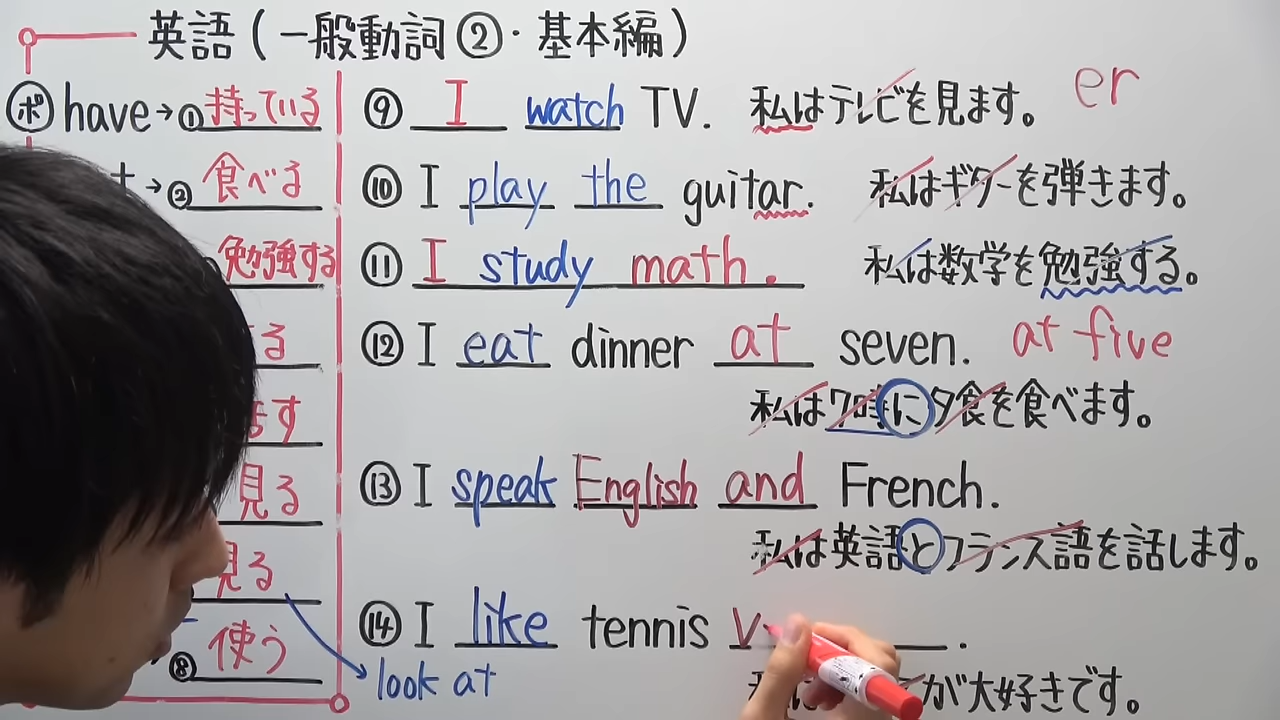 英語(一般動詞②・基本編)
ポ have→①持っている
→②食べる
勉強する
る
ます
見る
見る
⑧使う
look at
⑨ I watch TV. 私はテレビを見ます。 er
⑩ I play the guitar. 私はギターを弾きます。
⑪ I study math. 私は数学を勉強する。
⑫ I eat dinner at seven. at five
私は7時に夕食を食べます。
⑬ I speak English and French.
私は英語とフランス語を話します。
⑭ I like tennis v .
が大好きです。